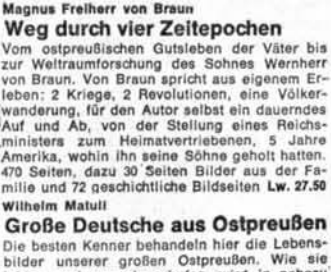 Magnus Freiherr von Braun
Weg durch vier Zeitepochen
Vom ostpreußischen Gutsleben der Väter bis
zur Weltraumforschung des Sohnes Wernherr
von Braun. Von Braun spricht aus eigenem Er-
leben: 2 Kriege, 2 Revolutionen, eine Völker-
wanderung, für den Autor selbst ein dauerndes
Auf und Ab, von der Stellung eines Reichs-
ministers zum Heimatvertriebenen, 5 Jahre
Amerika, wohin ihn seine Söhne geholt hatten.
470 Seiten, dazu 30 Seiten Bilder aus der Fa-
milie und 72 geschichtliche Bildseiten Lw. 27.50
Wilhelm Matull
Große Deutsche aus Ostpreußen
Die besten Kenner behandeln hier die Lebens-
bilder unserer großen Ostpreußen. Wie sie